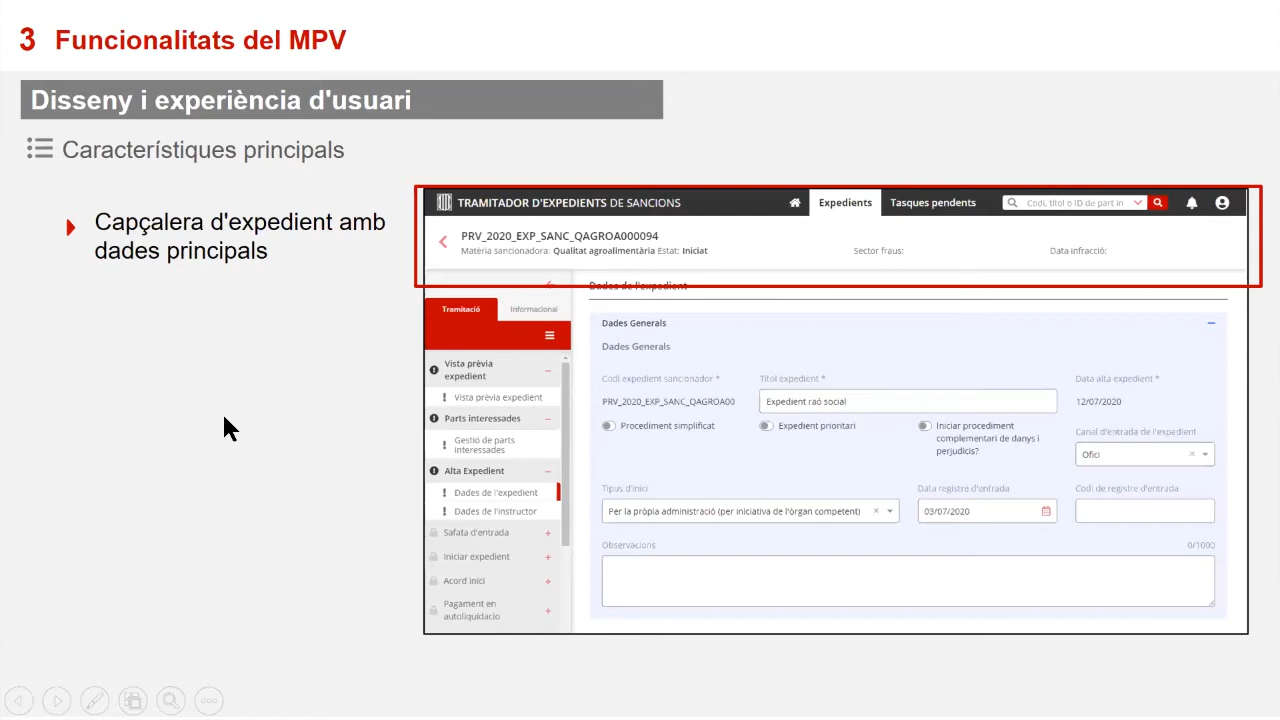 3 Funcionalitats del MPV
Disseny i experiència d'usuari
Característiques principals
Capçalera d'expedient amb
dades principals
TRAMITADOR D'EXPEDIENTS DE SANCIONS
Expedients
Tasques pendents
Codi, títol o ID de part in
PRV_2020_EXP_SANC_QAGROA000094
Matèria sancionadora: Qualitat agroalimentària Estat: Iniciat
Sector fraus:
Data infracció:
Dades de l'expedient
Tramitació
Informacional
Vista prèvia
expedient
Vista prèvia expedient
Parts interessades
Gestió de parts
interessades
Alta Expedient
Dades de l'expedient
Dades de l'instructor
Safata d'entrada
Iniciar expedient
Acord inici
Pagament en
autoliquidacio
Dades Generals
Dades Generals
Codi expedient sancionador *
PRV_2020_EXP_SANC_QAGROA00
Títol expedient *
Expedient raó social
Data alta expedient *
12/07/2020
Procediment simplificat
Expedient prioritari
Iniciar procediment
complementari de danys i
perjudicis?
Canal d'entrada de l'expedient
Ofici
Tipus d'inici
Per la pròpia administració (per iniciativa de l'òrgan competent)
Data registre d'entrada
03/07/2020
Codi de registre d'entrada
Observacions
0/1000